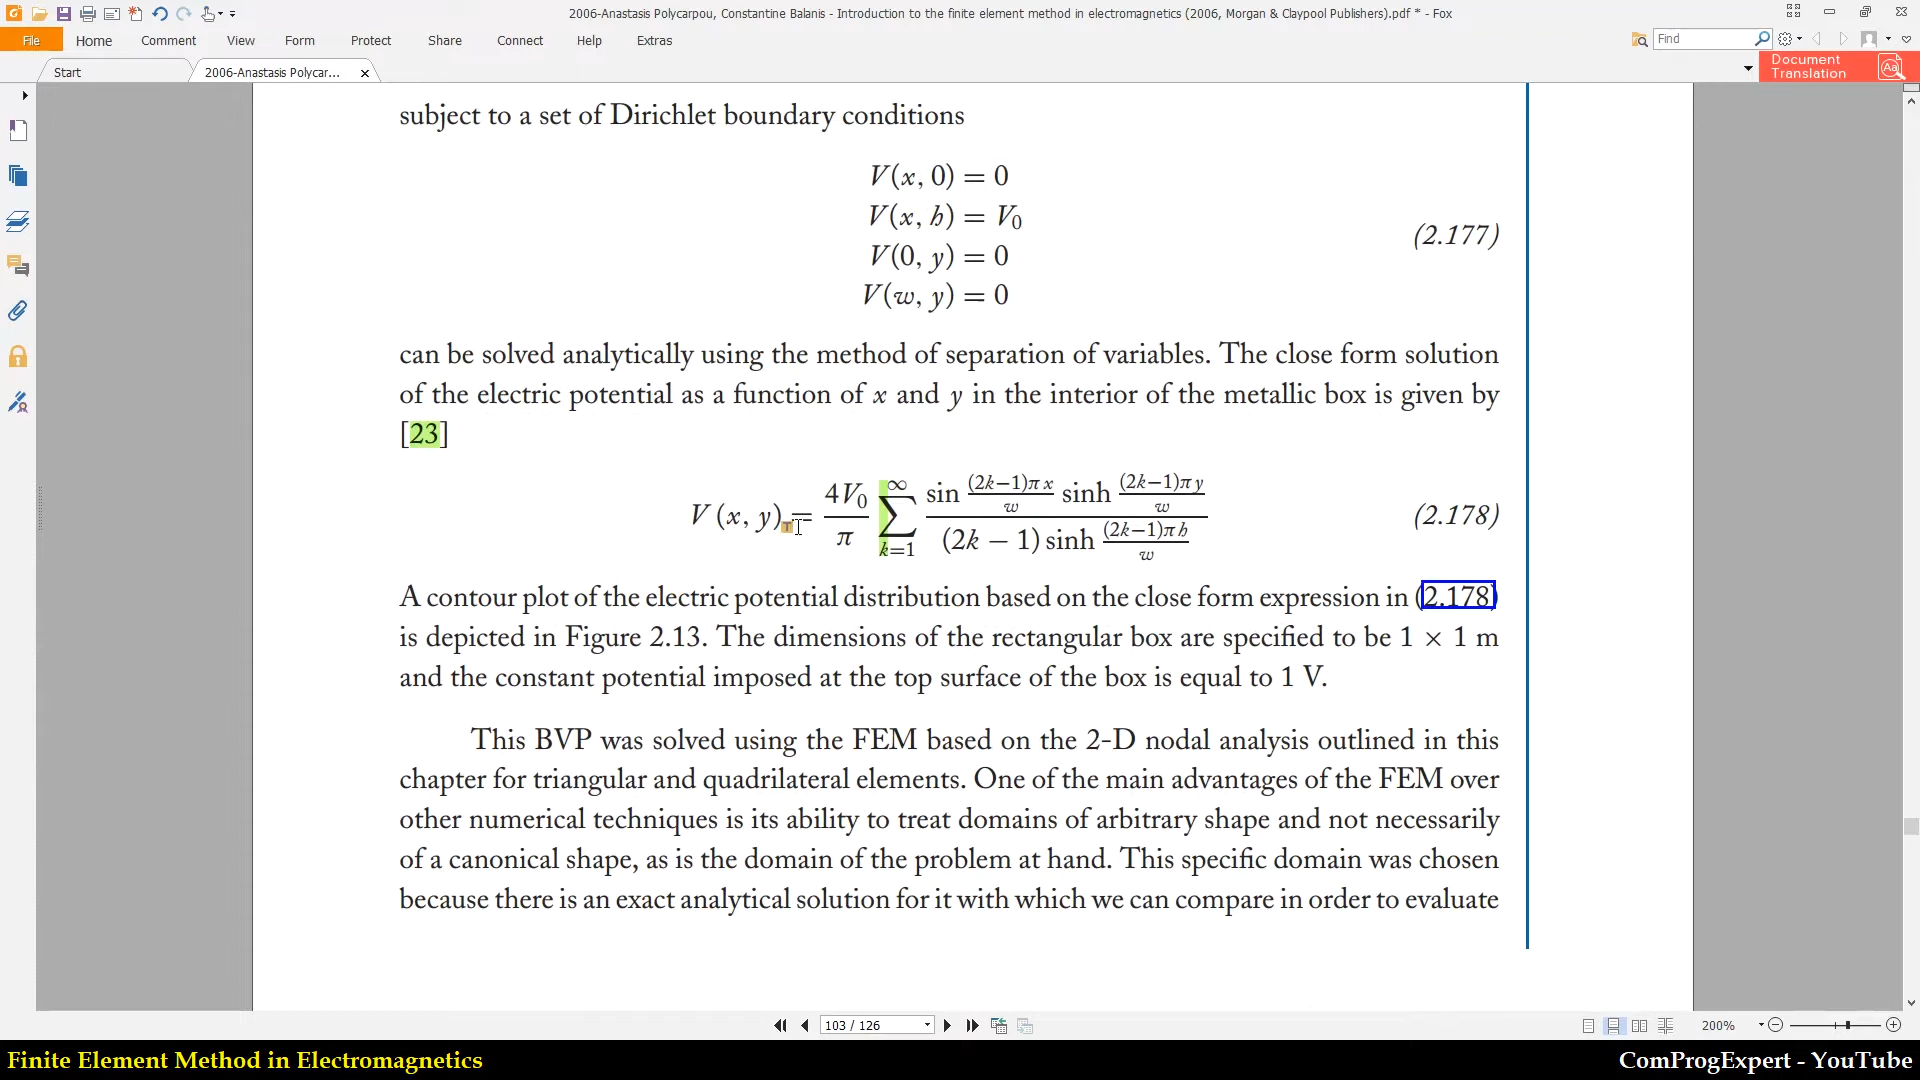 2006-Anastasis Polycarpou, Constantine Balanis - Introduction to the finite element method in electromagnetics (2006, Morgan & Claypool Publishers).pdf * - Fox
File Home Comment View Form Protect Share Connect Help Extras
Find
Start
2006-Anastasis Polycar...
Document
Translation
subject to a set of Dirichlet boundary conditions
V(x, 0) = 0
V(x, h) = V₀
V(0, y) = 0
V(w, y) = 0
(2.177)
can be solved analytically using the method of separation of variables. The close form solution
of the electric potential as a function of x and y in the interior of the metallic box is given by
[23]
V (x, y) = 4V₀/π ∑_{k=1}^{∞} (sin (2k−1)πx/w sinh (2k−1)πy/w) / ((2k − 1) sinh (2k−1)πh/w) (2.178)
A contour plot of the electric potential distribution based on the close form expression in (2.178)
is depicted in Figure 2.13. The dimensions of the rectangular box are specified to be 1 × 1 m
and the constant potential imposed at the top surface of the box is equal to 1 V.
This BVP was solved using the FEM based on the 2-D nodal analysis outlined in this
chapter for triangular and quadrilateral elements. One of the main advantages of the FEM over
other numerical techniques is its ability to treat domains of arbitrary shape and not necessarily
of a canonical shape, as is the domain of the problem at hand. This specific domain was chosen
because there is an exact analytical solution for it with which we can compare in order to evaluate
103 / 126
200%
Finite Element Method in Electromagnetics
ComProgExpert - YouTube